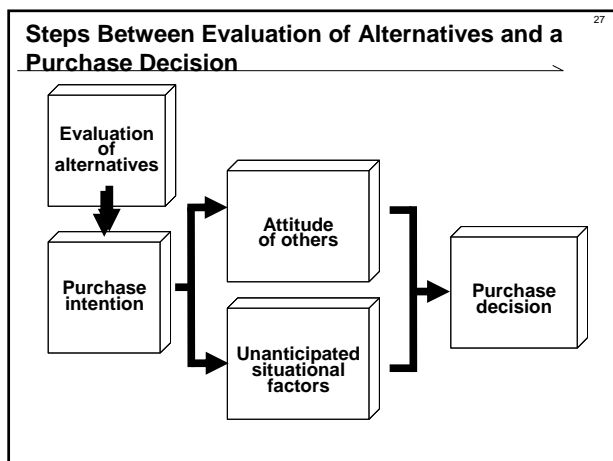 27
Steps Between Evaluation of Alternatives and a
Purchase Decision
Evaluation
of
alternatives
Purchase
intention
Attitude
of others
Unanticipated
situational
factors
Purchase
decision